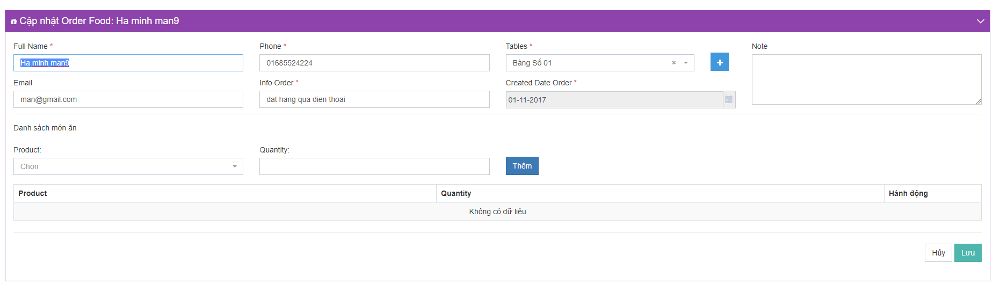 Cập nhật Order Food: Ha minh man9
Full Name *
Phone *
Tables *
Note
Ha minh man9
01685524224
Bàng Số 01
×
+
Email
Info Order *
Created Date Order *
man@gmail.com
dat hang qua dien thoai
01-11-2017
Danh sách món ăn
Product:
Quantity:
Chọn
Thêm
Product
Quantity
Hành động
Không có dữ liệu
Hủy
Lưu